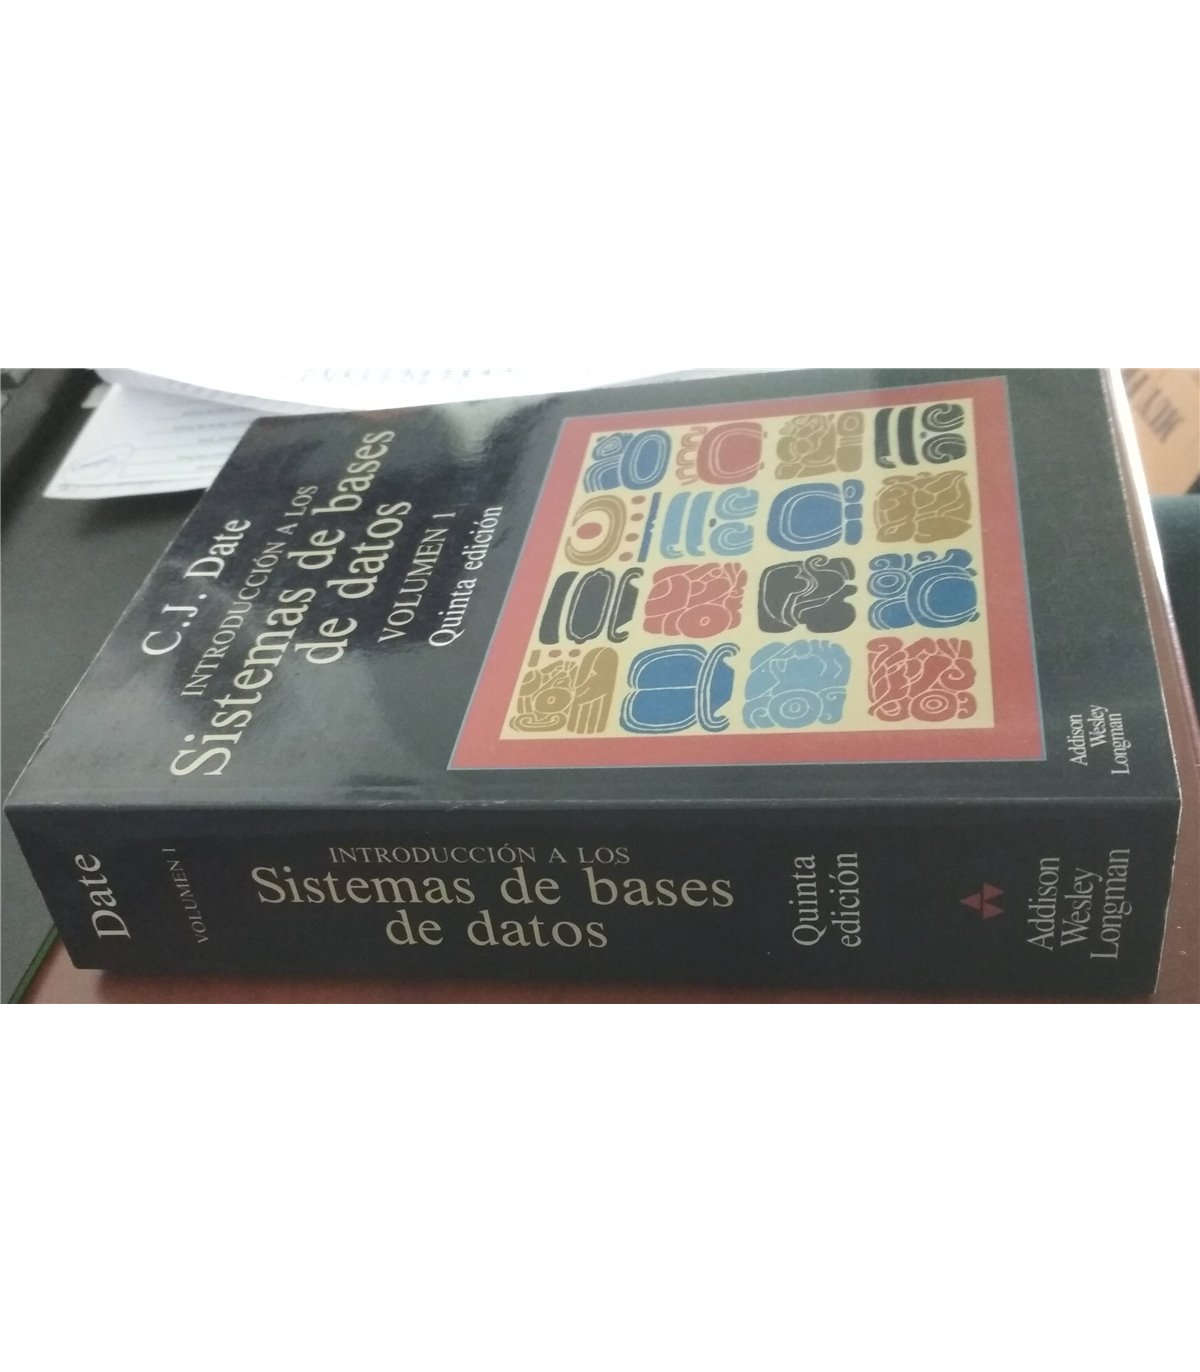 C.J. Date
INTRODUCCIÓN A LOS
Sistemas de bases
de datos
VOLUMEN 1
Quinta edición
Addison
Wesley
Longman
Date
VOLUMEN I
INTRODUCCIÓN A LOS
Sistemas de bases
de datos
Quinta
edición
Addison
Wesley
Longman